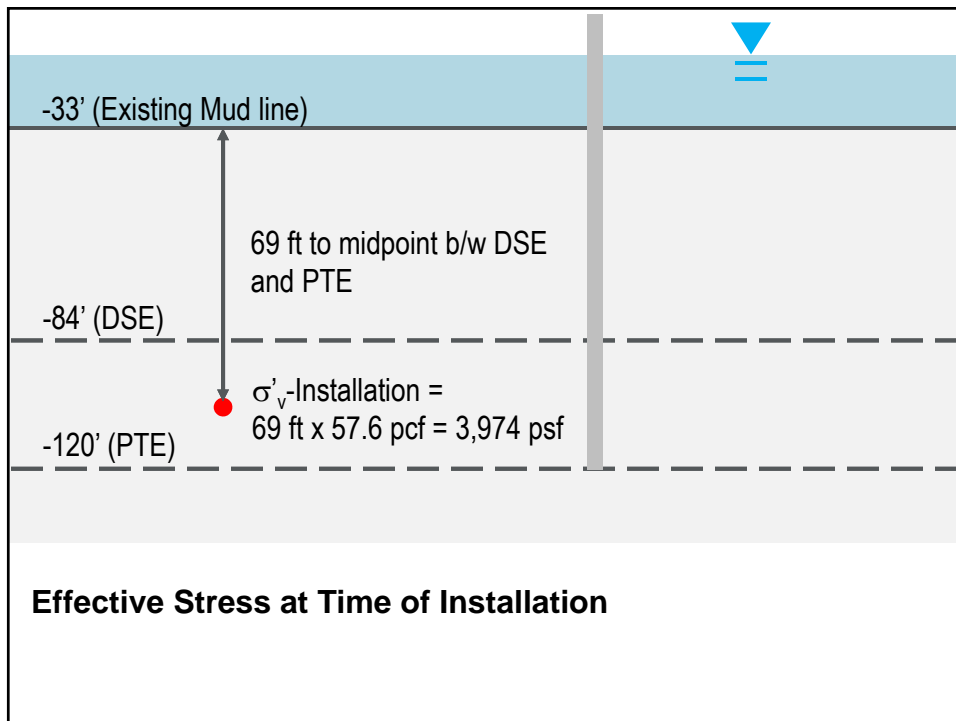 -33’ (Existing Mud line)
69 ft to midpoint b/w DSE
and PTE
-84’ (DSE)
σ’v-Installation =
69 ft x 57.6 pcf = 3,974 psf
-120’ (PTE)
Effective Stress at Time of Installation